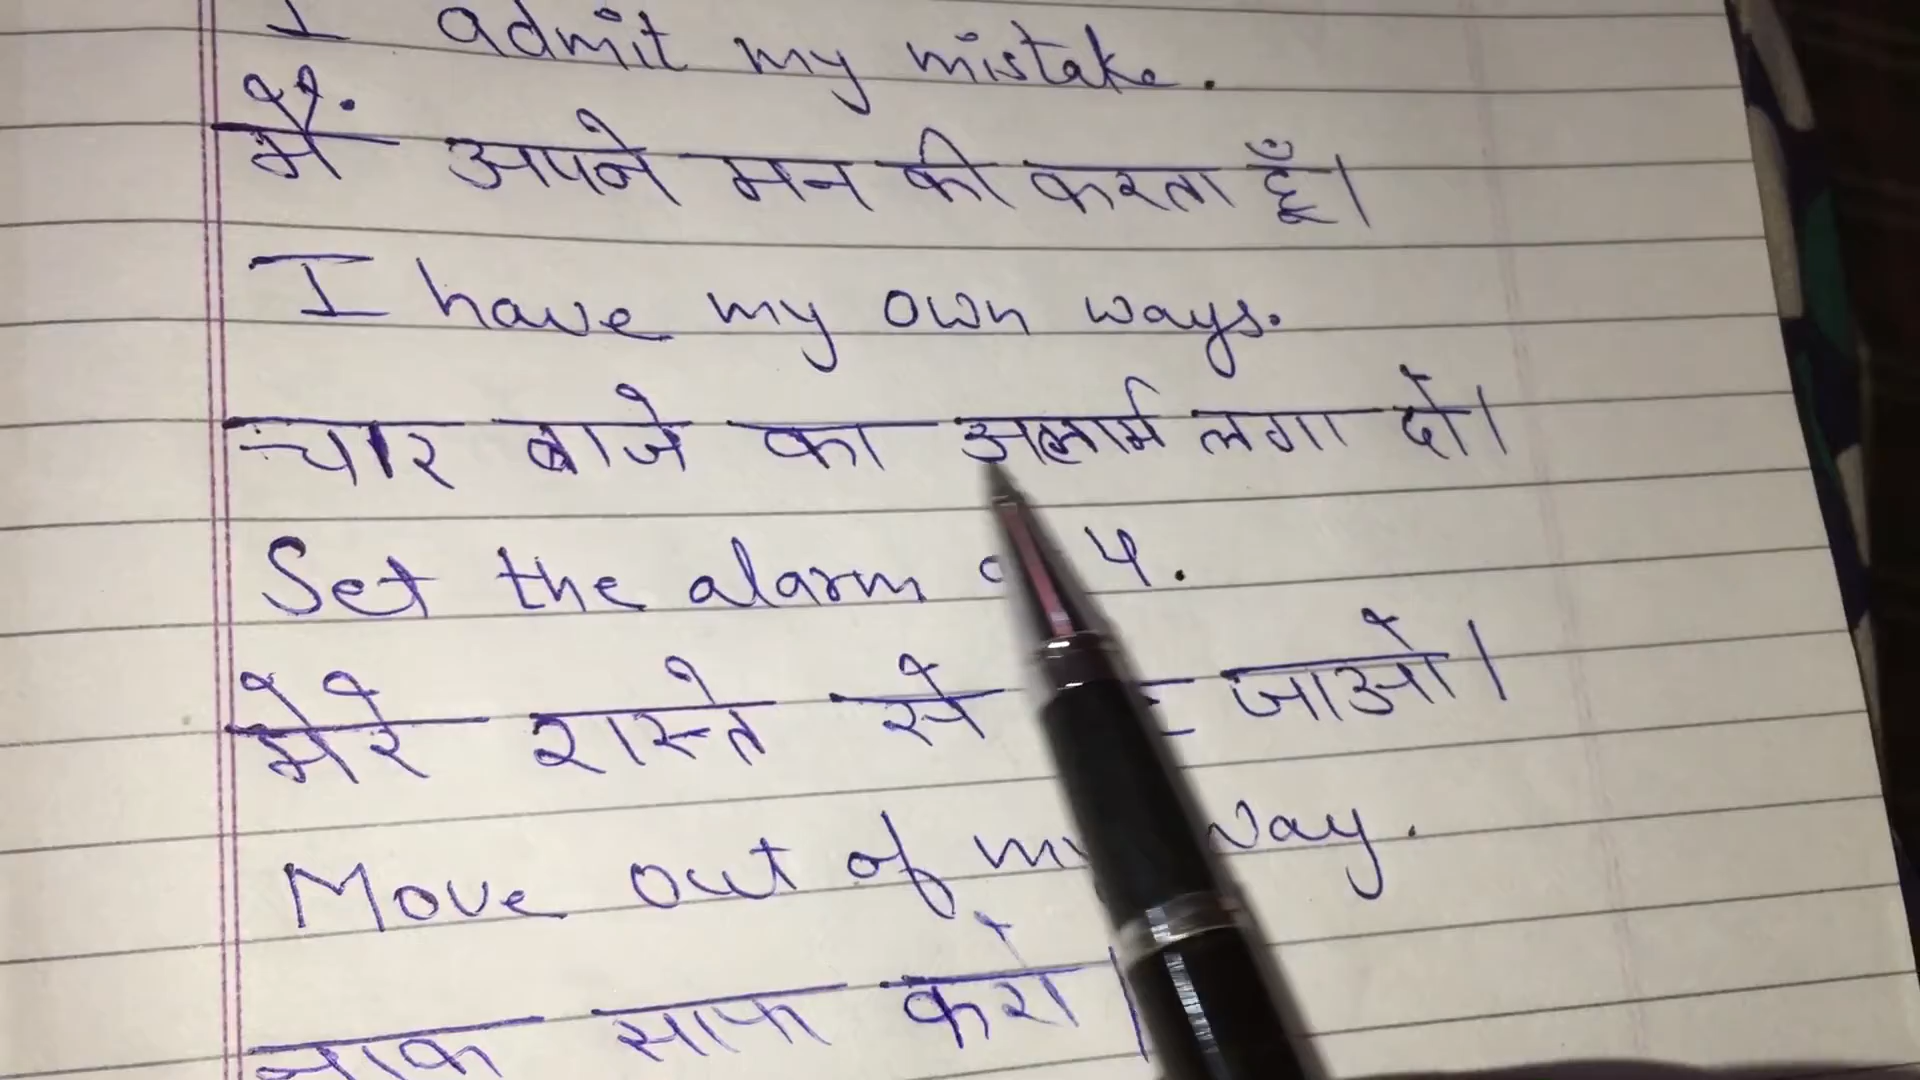 I admit my mistake.
मैं अपने मन की करता हूँ।
I have my own ways.
चार बाजे का अलार्म लगा दो।
Set the alarm 4.
मेरे रास्ते से जाओ।
Move out of my way.
नाक साफ करो।